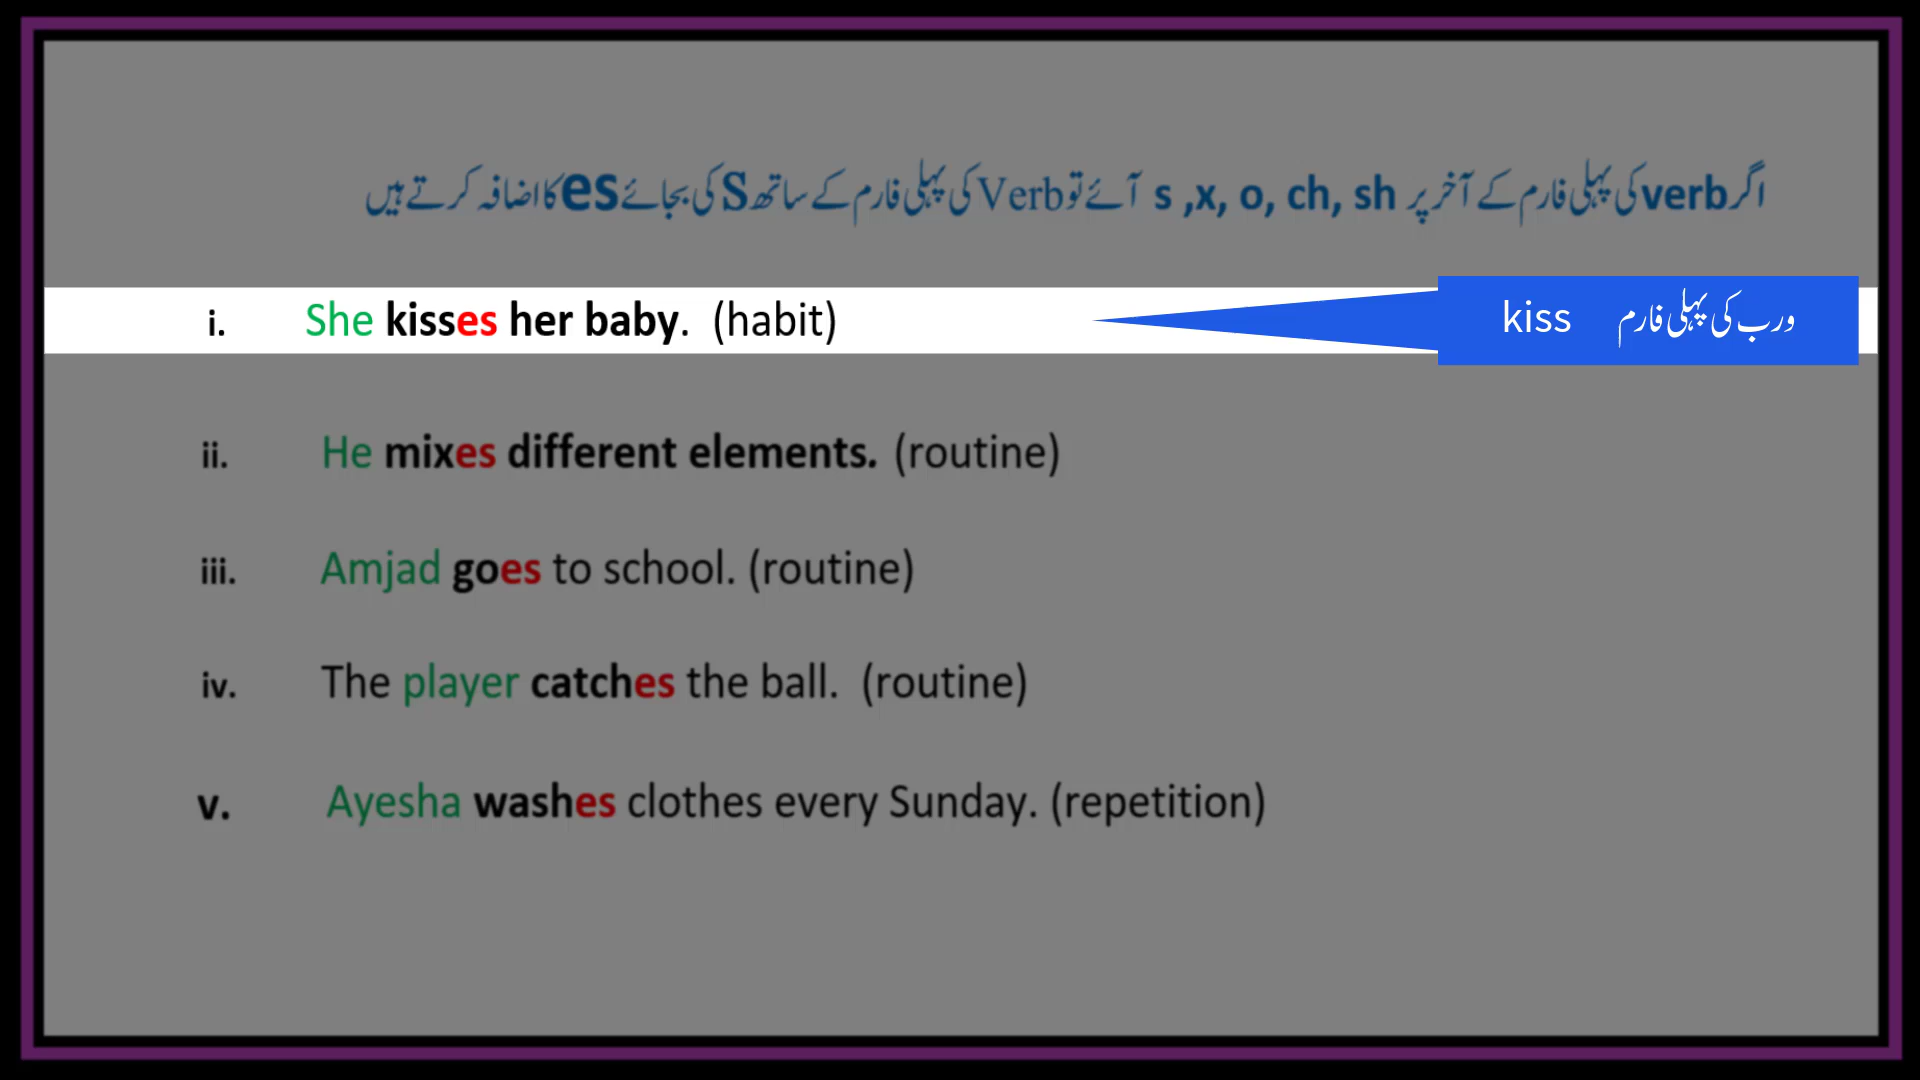 اگر verb کی پہلی فارم کے آخر پر s ,x, o, ch, sh آئے تو Verb کی پہلی فارم کے ساتھ S کی بجائے es کا اضافہ کرتے ہیں
i. She kisses her baby. (habit)
ورب کی پہلی فارم kiss
ii. He mixes different elements. (routine)
iii. Amjad goes to school. (routine)
iv. The player catches the ball. (routine)
v. Ayesha washes clothes every Sunday. (repetition)